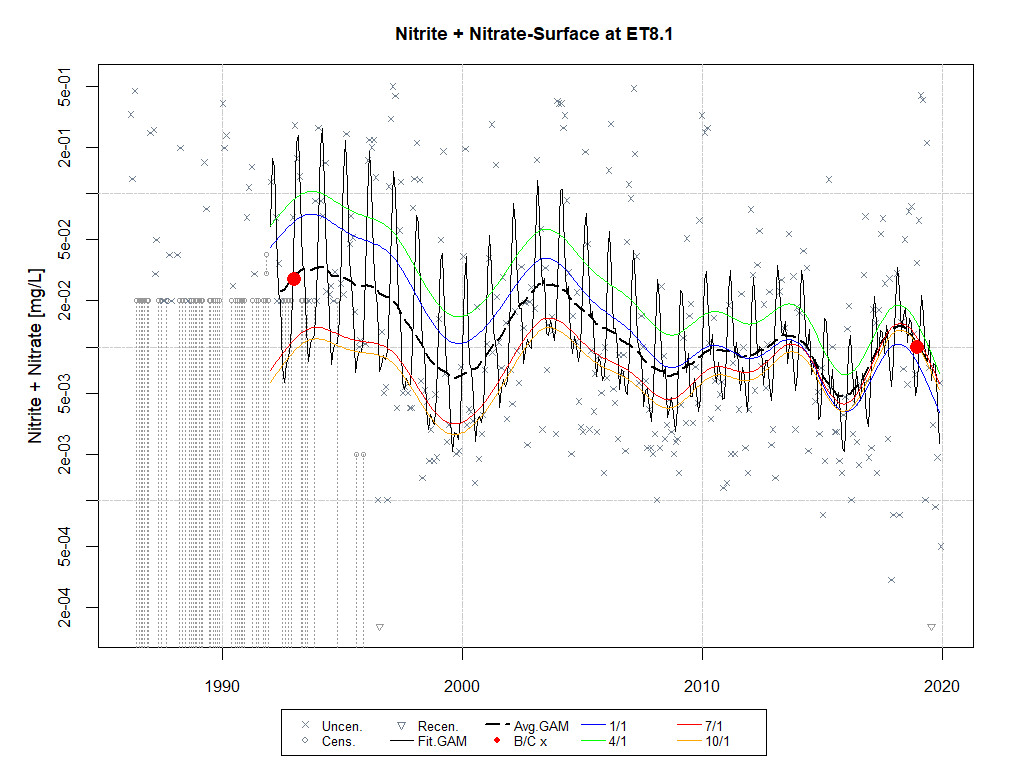 Nitrite + Nitrate-Surface at ET8.1
Nitrite + Nitrate [mg/L]
5e-01
2e-01
5e-02
2e-02
5e-03
2e-03
5e-04
2e-04
1990 2000 2010 2020
Uncen. Recen. Avg.GAM 1/1 7/1
Cens. Fit.GAM B/C x 4/1 10/1